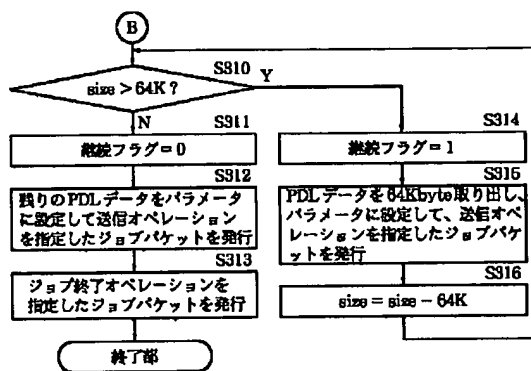 B
S310
size > 64K ?
Y
N
S311
継続フラグ=0
S312
残りのPDLデータをパラメータ
に設定して送信オペレーション
を指定したジョブパケットを発行
S313
ジョブ終了オペレーションを
指定したジョブパケットを発行
終了部
S314
継続フラグ=1
S315
PDLデータを64Kbyte取り出し、
パラメータに設定して、送信オペ
レーションを指定したジョブパケ
ットを発行
S316
size = size − 64K